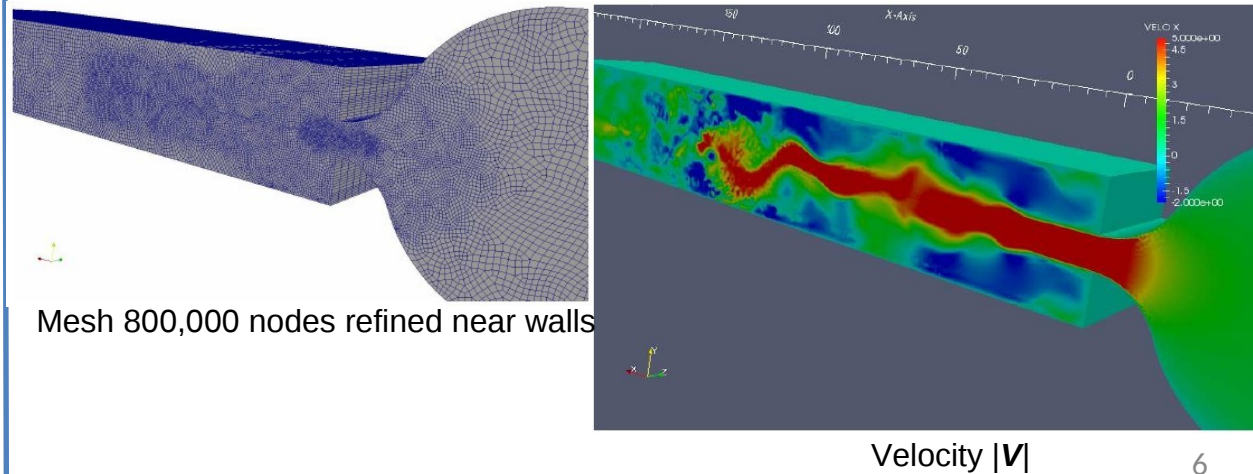 150
X-Axis
100
50
0
VELO X
5.000e+00
4.5
3
1.5
0
-1.5
-2.000e+00
Y
X
Z
Mesh 800,000 nodes refined near walls
Velocity |V|
6